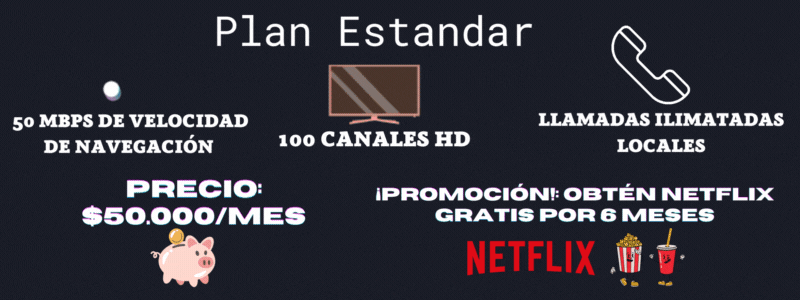 Plan Estandar
50 MBPS DE VELOCIDAD
DE NAVEGACIÓN
100 CANALES HD
LLAMADAS ILIMATADAS
LOCALES
PRECIO:
$50.000/MES
¡PROMOCIÓN!: OBTÉN NETFLIX
GRATIS POR 6 MESES
NETFLIX